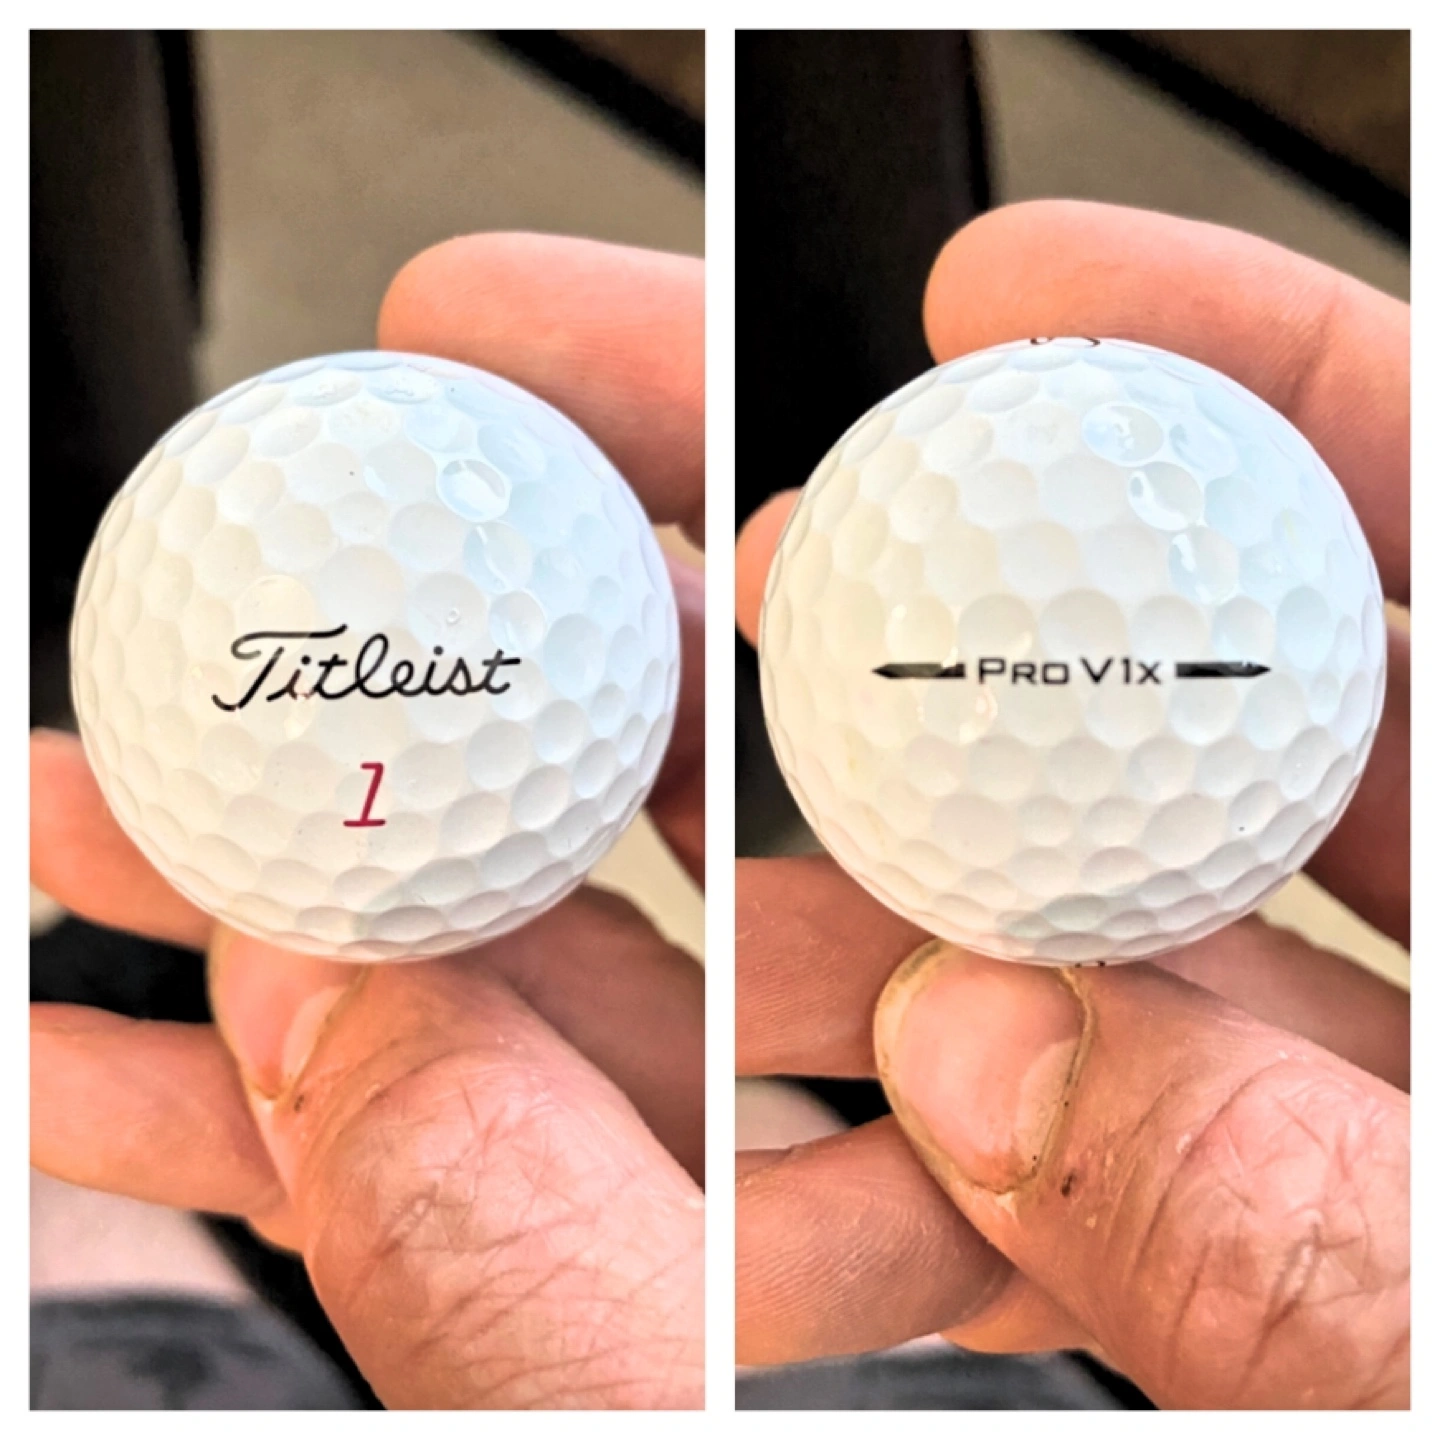 Titleist
1
PRO V1X